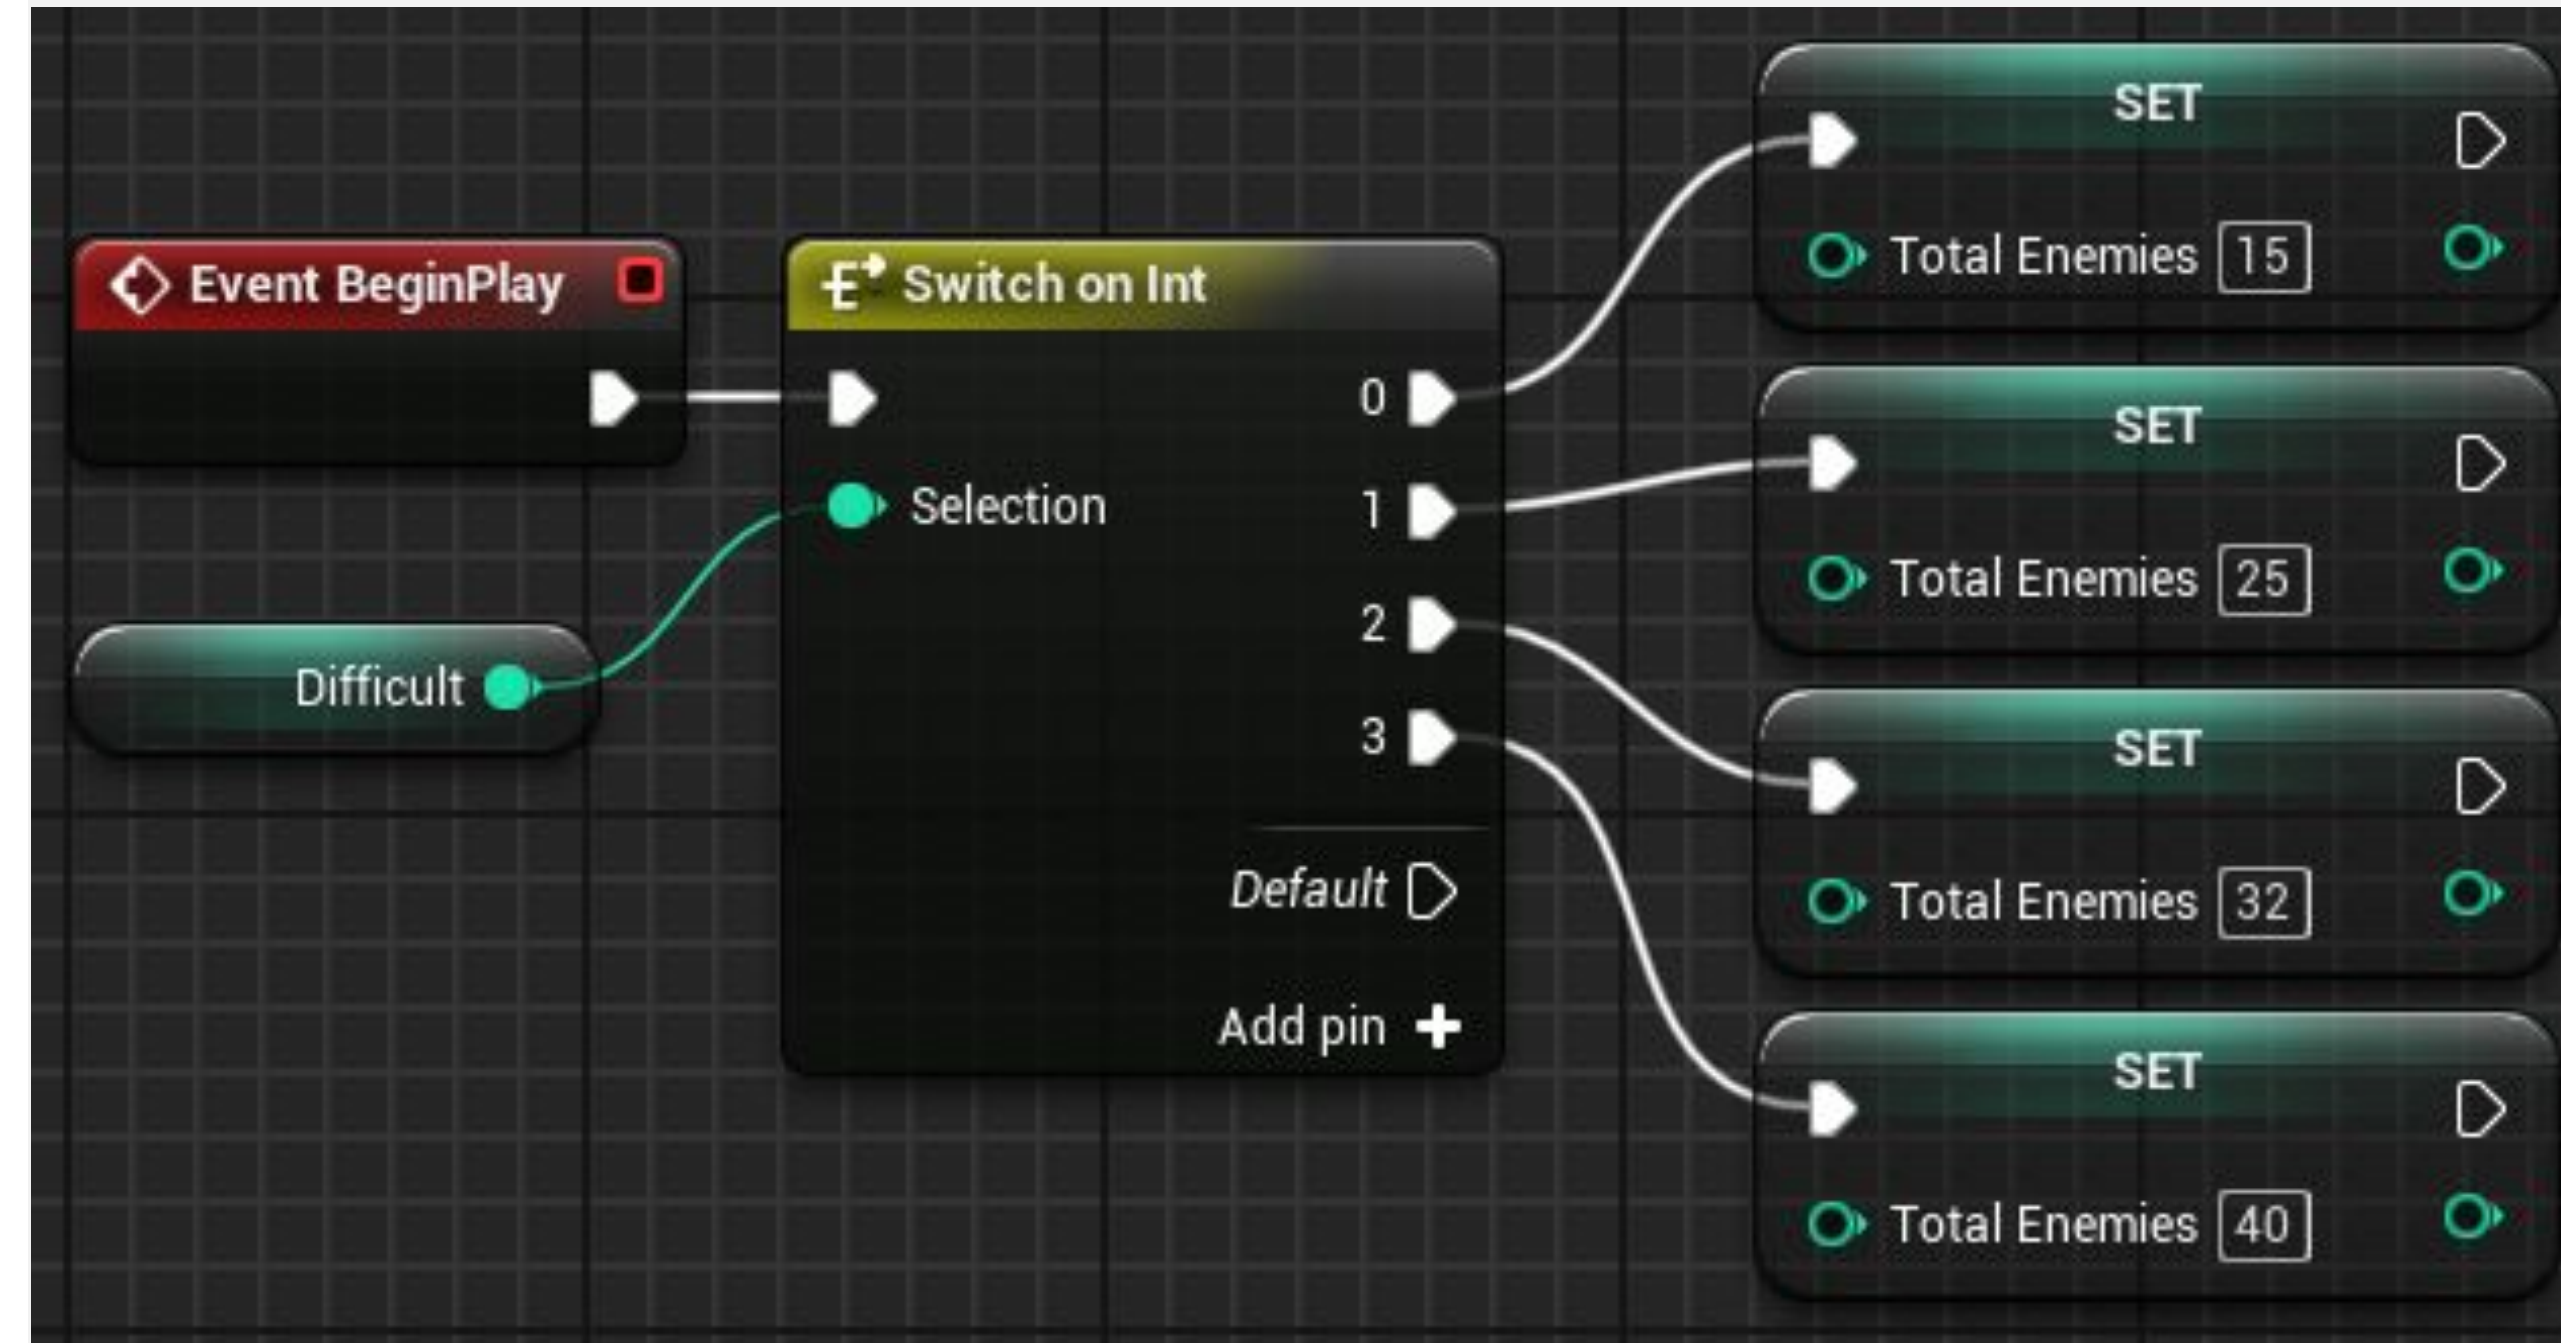 Event BeginPlay
Difficult
Switch on Int
Selection
0
1
2
3
Default
Add pin
SET
Total Enemies 15
SET
Total Enemies 25
SET
Total Enemies 32
SET
Total Enemies 40